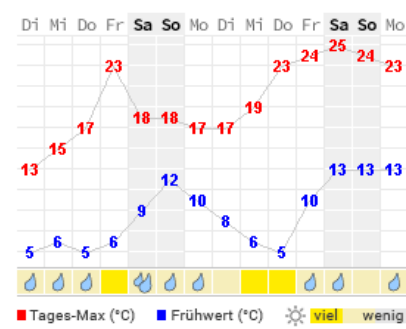 Di Mi Do Fr Sa So Mo Di Mi Do Fr Sa So Mo
13 15 17 23 18 18 17 17 19 23 24 25 24 23
5 6 5 6 9 12 10 8 6 5 10 13 13 13
Tages-Max (°C) Frühwert (°C) viel wenig